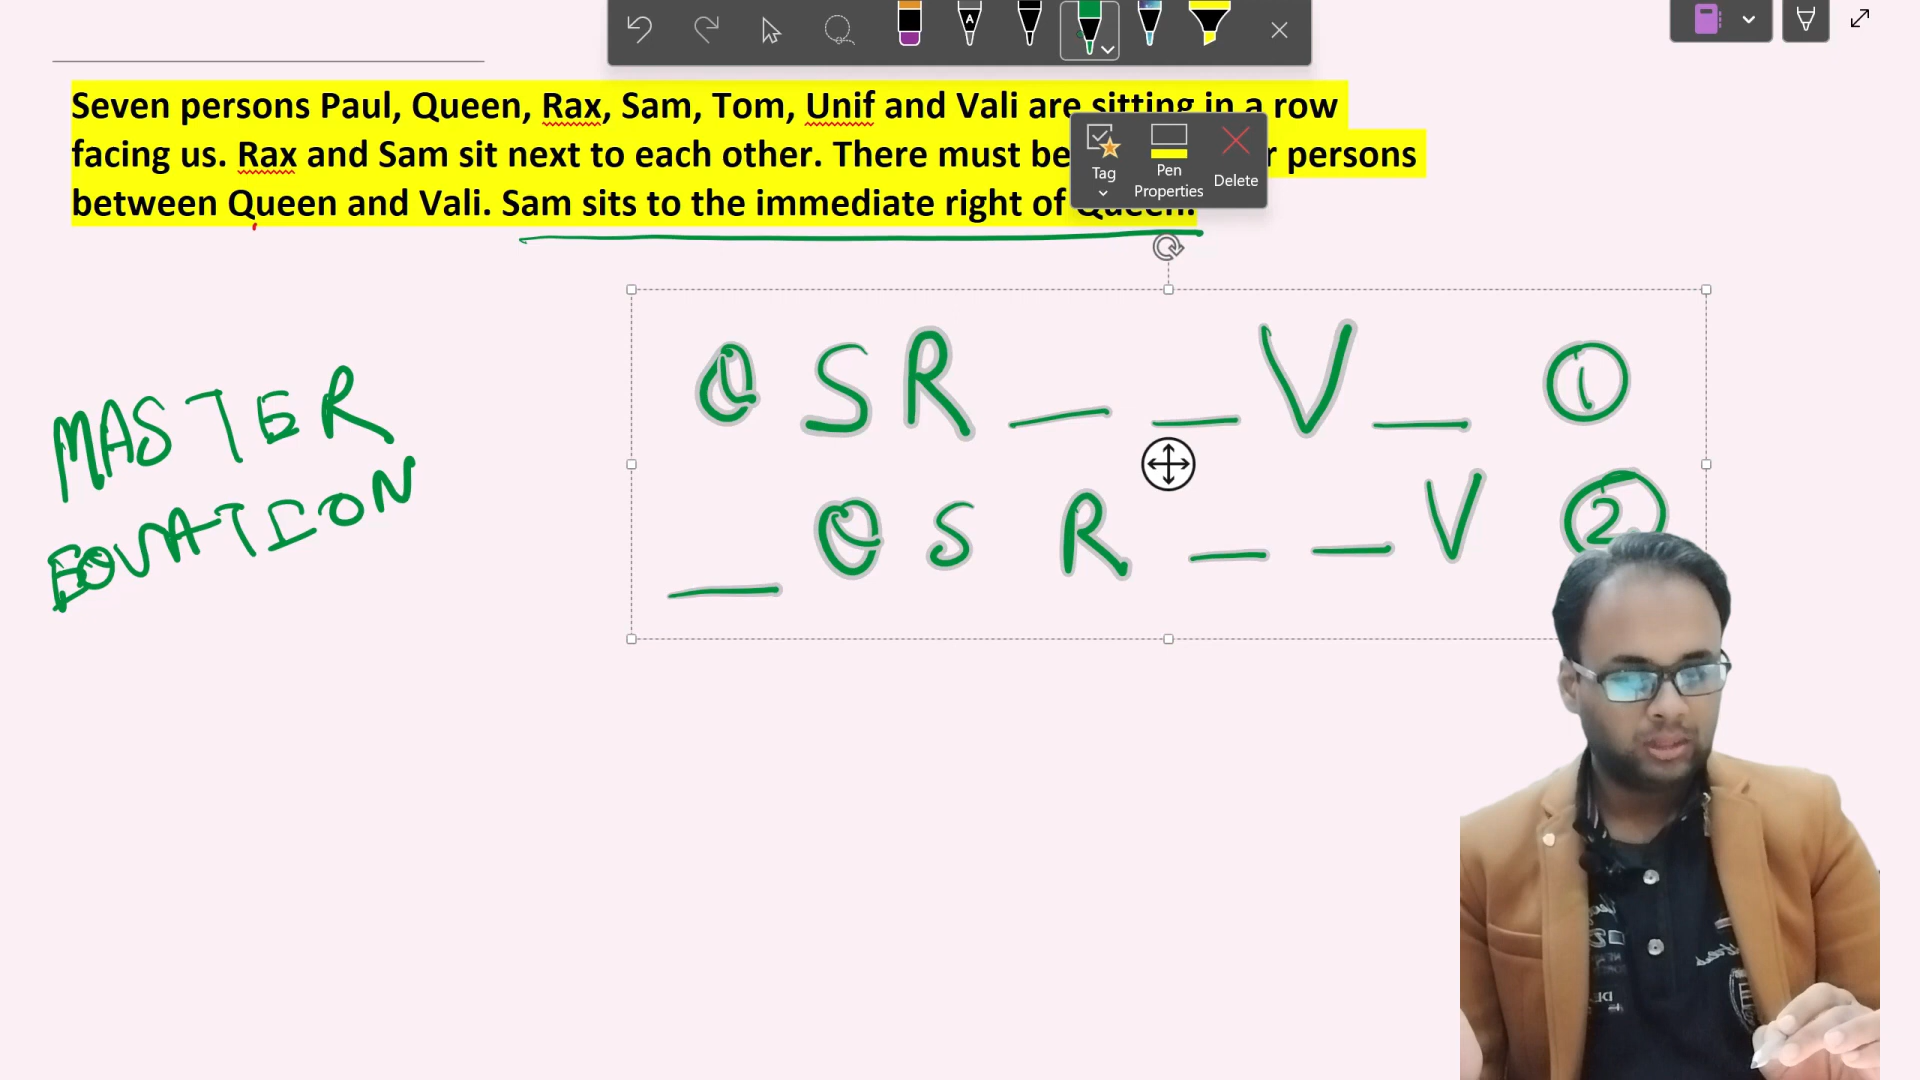 Seven persons Paul, Queen, Rax, Sam, Tom, Unif and Vali are sitting in a row
facing us. Rax and Sam sit next to each other. There must be persons
between Queen and Vali. Sam sits to the immediate right of Queen.
A
Tag
Pen
Properties
Delete
Q S R _ _ V _ 1
_ Q S R _ _ V 2
MASTER
EQUATION